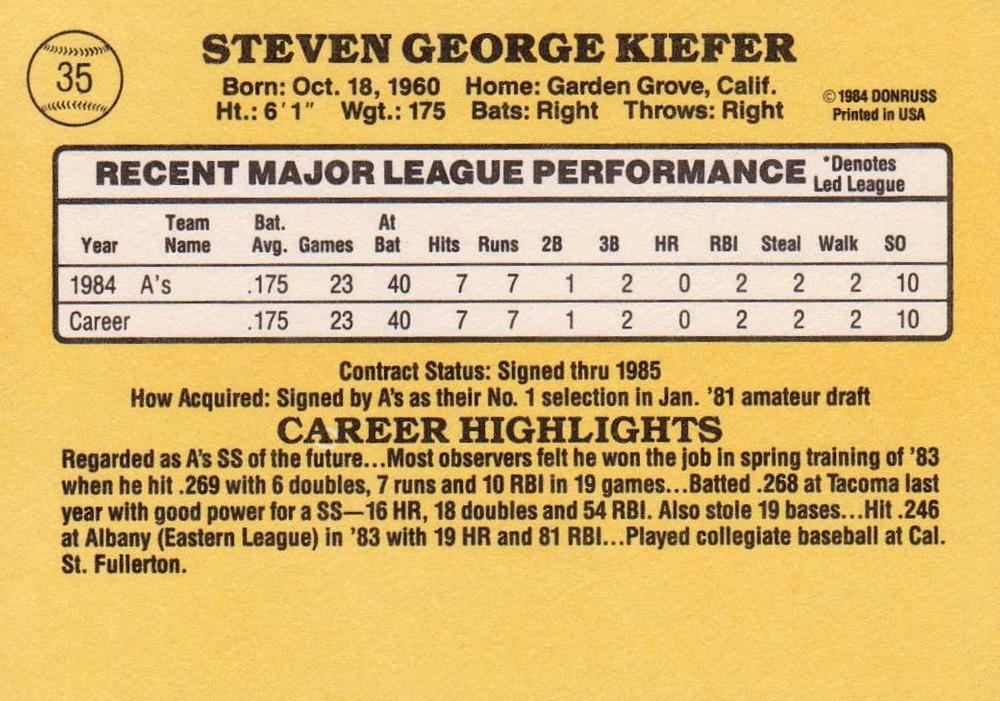 35
STEVEN GEORGE KIEFER
Born: Oct. 18, 1960 Home: Garden Grove, Calif.
Ht.: 6'1" Wgt.: 175 Bats: Right Throws: Right
© 1984 DONRUSS
Printed in USA
RECENT MAJOR LEAGUE PERFORMANCE *Denotes Led League
Year Team Name Bat. Avg. Games At Bat Hits Runs 2B 3B HR RBI Steal Walk SO
1984 A's .175 23 40 7 7 1 2 0 2 2 2 10
Career .175 23 40 7 7 1 2 0 2 2 2 10
Contract Status: Signed thru 1985
How Acquired: Signed by A's as their No. 1 selection in Jan. '81 amateur draft
CAREER HIGHLIGHTS
Regarded as A's SS of the future...Most observers felt he won the job in spring training of '83
when he hit .269 with 6 doubles, 7 runs and 10 RBI in 19 games...Batted .268 at Tacoma last
year with good power for a SS—16 HR, 18 doubles and 54 RBI. Also stole 19 bases...Hit .246
at Albany (Eastern League) in '83 with 19 HR and 81 RBI...Played collegiate baseball at Cal.
St. Fullerton.